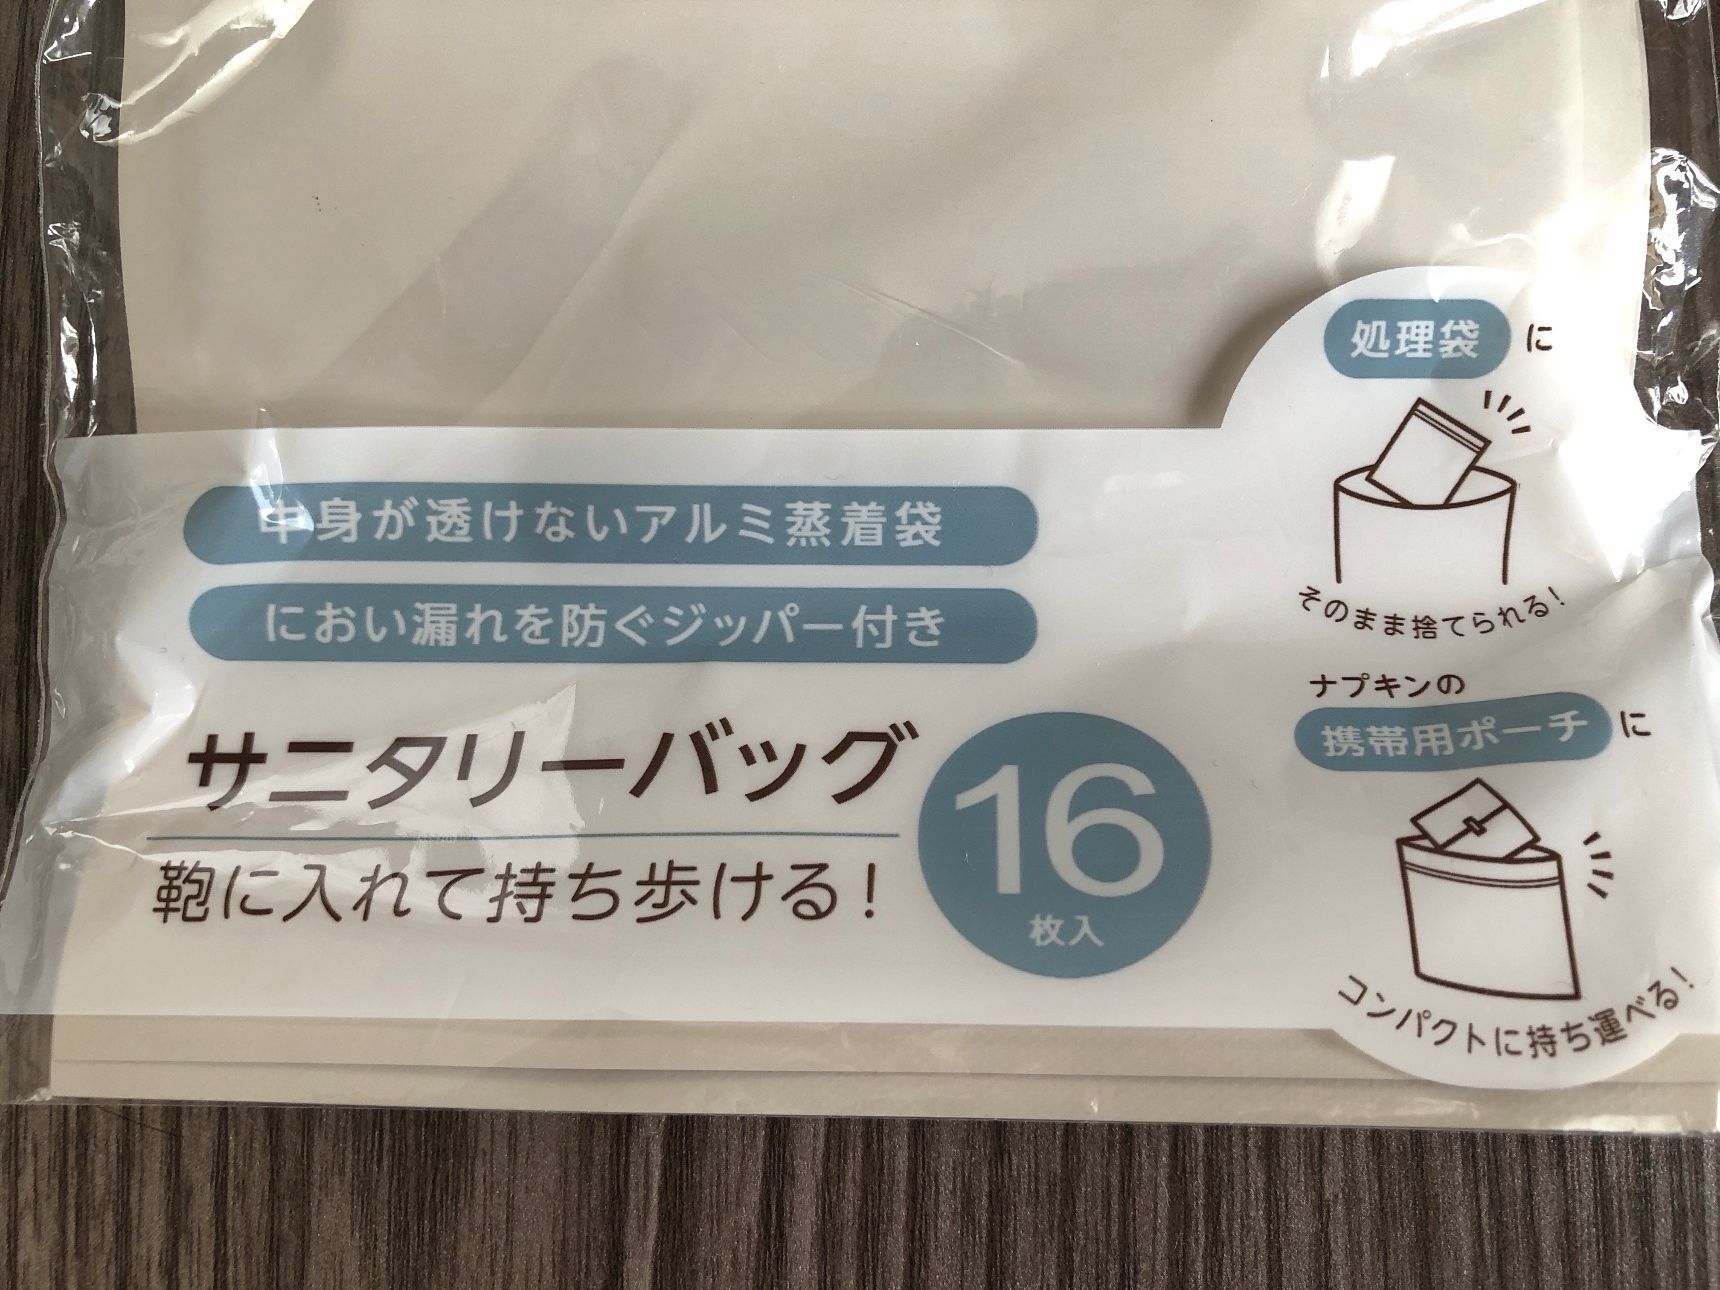 中身が透けないアルミ蒸着袋
におい漏れを防ぐジッパー付き
サニタリーバッグ
鞄に入れて持ち歩ける!
16
枚入
処理袋に
そのまま捨てられる!
ナプキンの
携帯用ポーチに
コンパクトに持ち運べる!